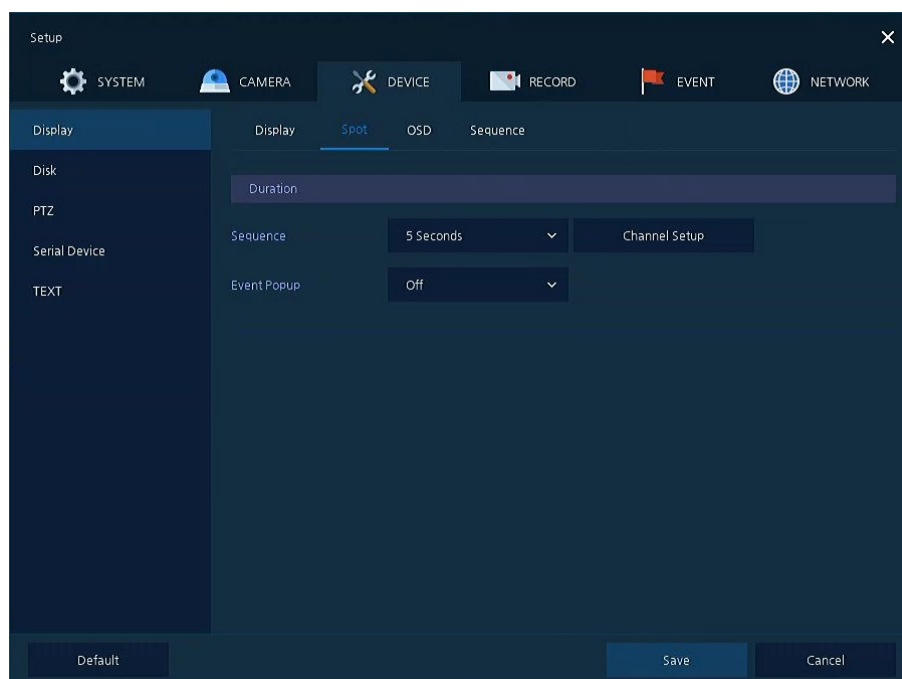 Setup
SYSTEM CAMERA DEVICE RECORD EVENT NETWORK
Display
Disk
PTZ
Serial Device
TEXT
Display Spot OSD Sequence
Duration
Sequence 5 Seconds Channel Setup
Event Popup Off
Default Save Cancel